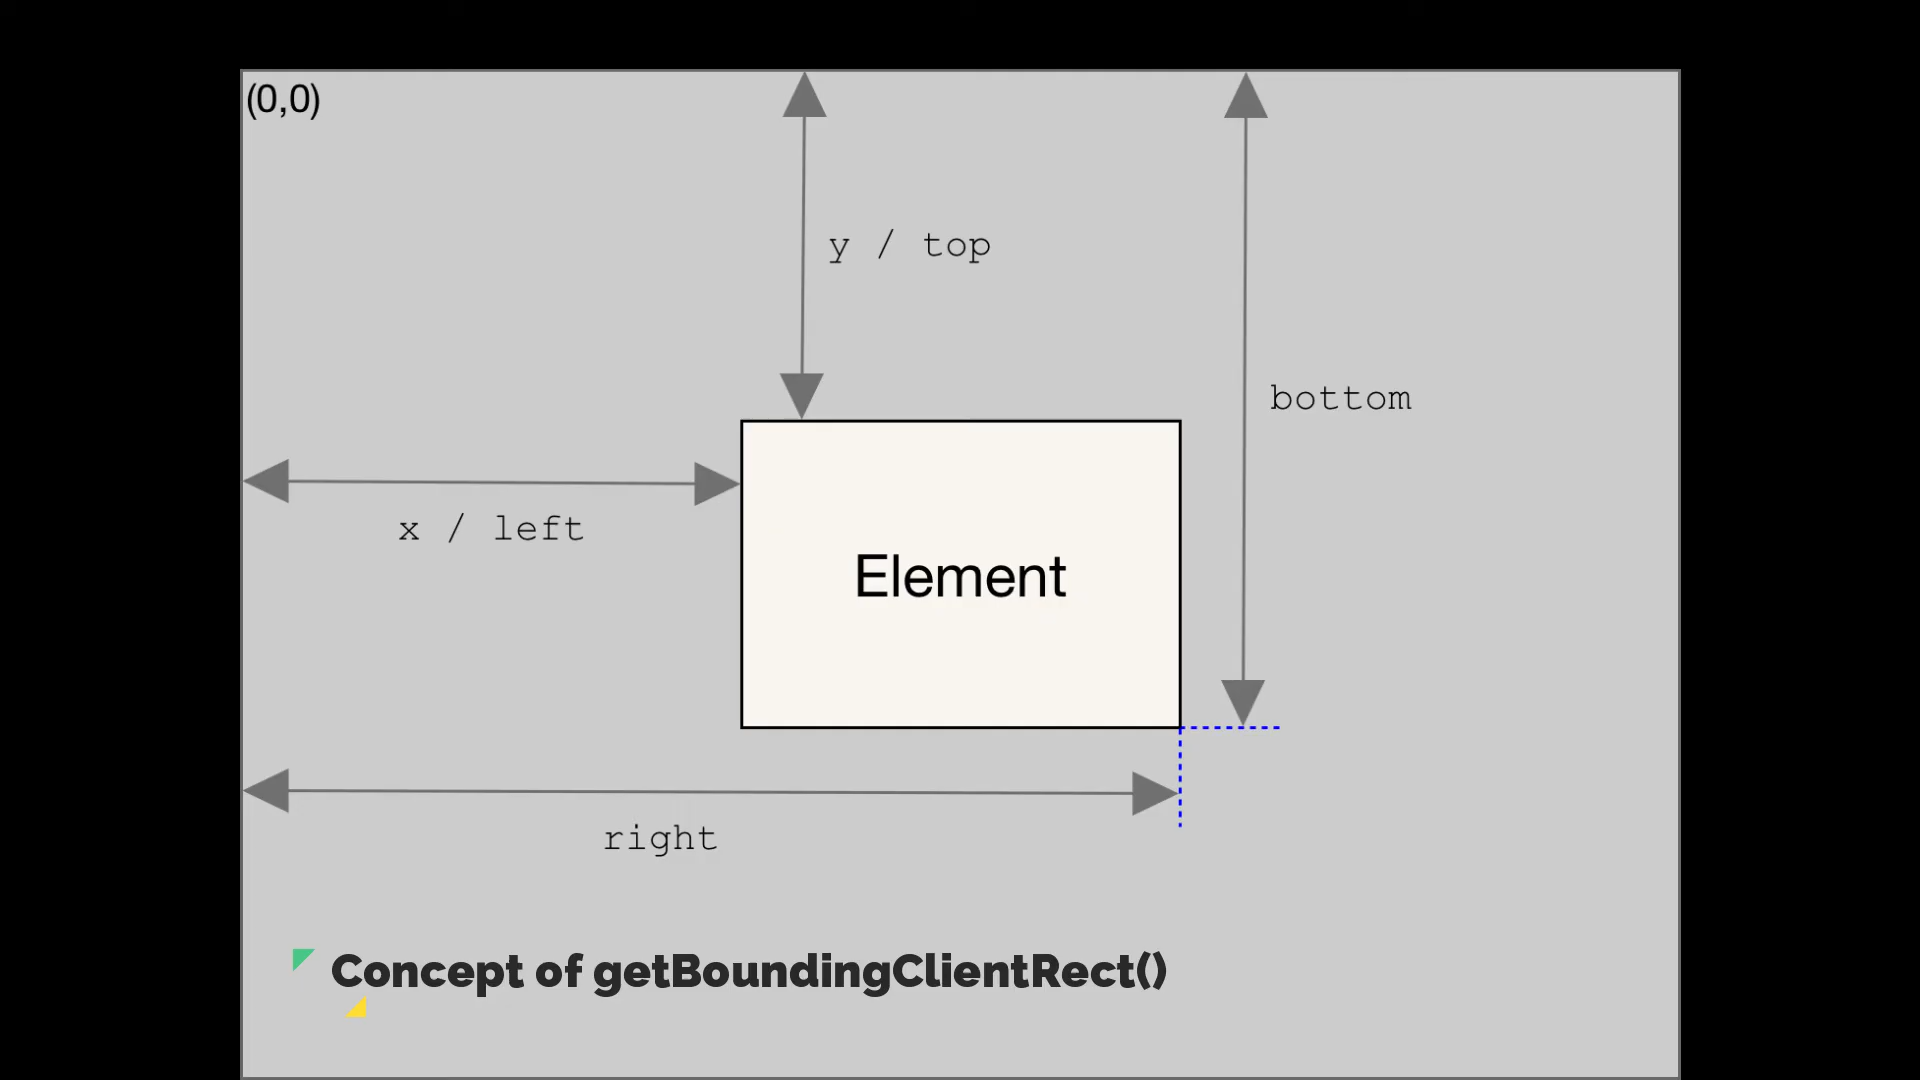 (0,0)
y / top
bottom
x / left
Element
right
Concept of getBoundingClientRect()